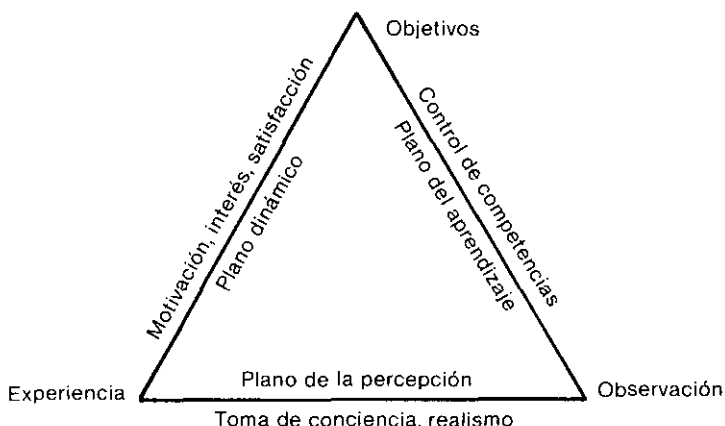 Objetivos
Motivación, interés, satisfacción
Plano dinámico
Control de competencias
Plano del aprendizaje
Experiencia
Plano de la percepción
Observación
Toma de conciencia, realismo